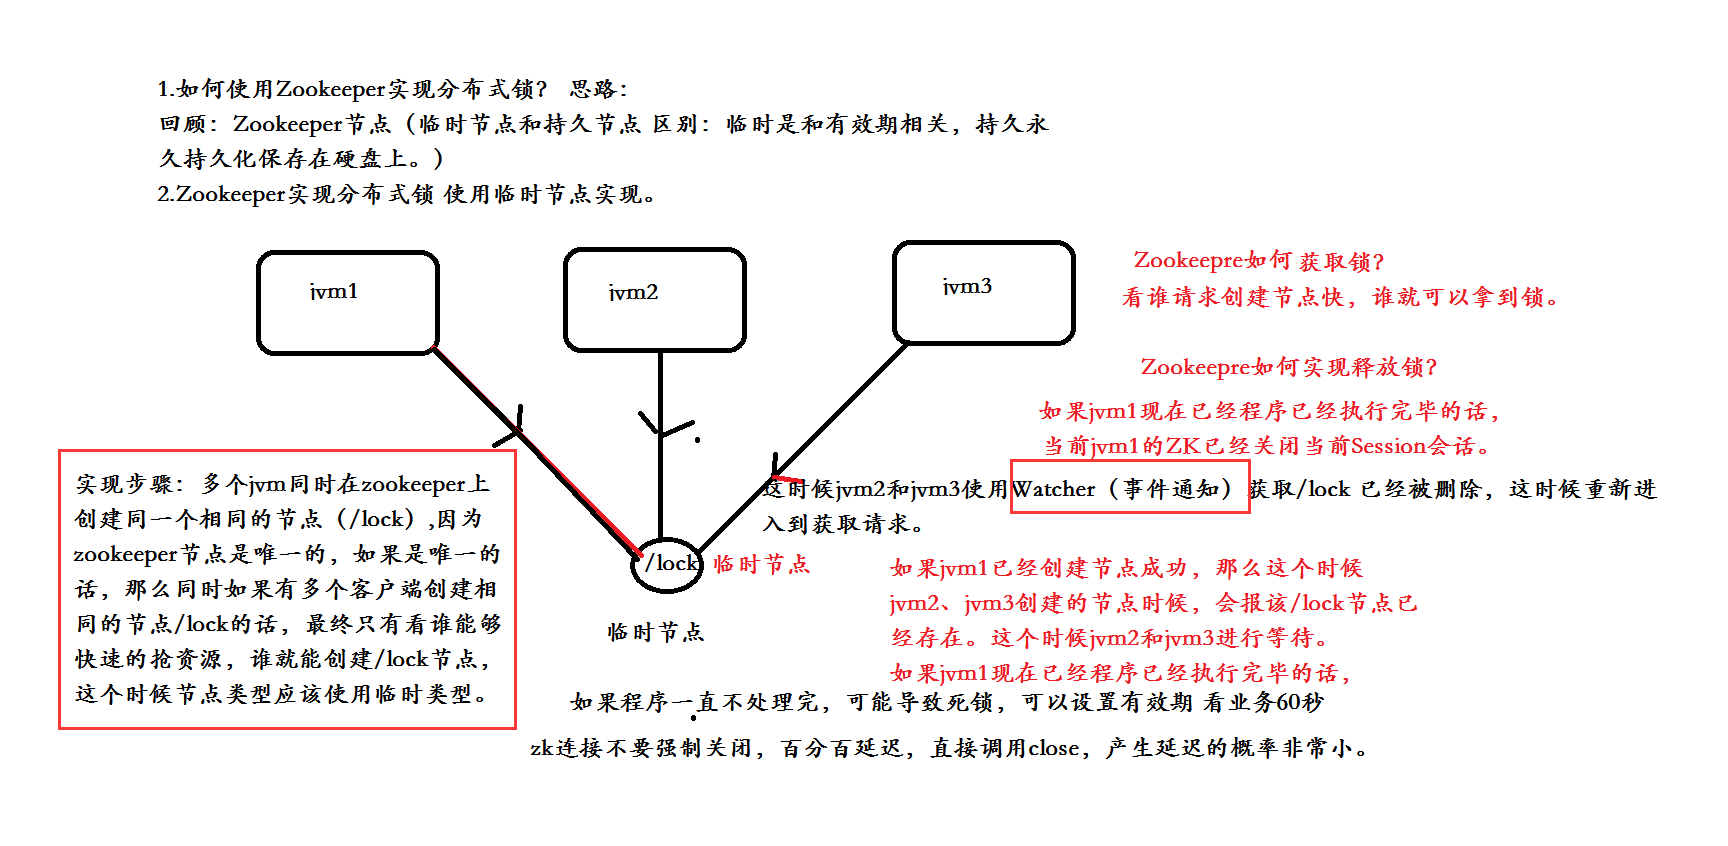 1.如何使用Zookeeper实现分布式锁？ 思路：
回顾：Zookeeper节点（临时节点和持久节点 区别：临时是和有效期相关，持久永
久持久化保存在硬盘上。）
2.Zookeeper实现分布式锁 使用临时节点实现。
jvm1
jvm2
jvm3
Zookeepre如何 获取锁？
看谁请求创建节点快，谁就可以拿到锁。
Zookeepre如何实现释放锁？
如果jvm1现在已经程序已经执行完毕的话，
当前jvm1的ZK已经关闭当前Session会话。
这时候jvm2和jvm3使用Watcher（事件通知）获取/lock 已经被删除，这时候重新进
入到获取请求。
实现步骤：多个jvm同时在zookeeper上
创建同一个相同的节点（/lock）,因为
zookeeper节点是唯一的，如果是唯一的
话，那么同时如果有多个客户端创建相
同的节点/lock的话，最终只有看谁能够
快速的抢资源，谁就能创建/lock节点，
这个时候节点类型应该使用临时类型。
/lock 临时节点
临时节点
如果jvm1已经创建节点成功，那么这个时候
jvm2、jvm3创建的节点时候，会报该/lock节点已
经存在。这个时候jvm2和jvm3进行等待。
如果jvm1现在已经程序已经执行完毕的话，
如果程序一直不处理完，可能导致死锁，可以设置有效期 看业务60秒
zk连接不要强制关闭，百分百延迟，直接调用close，产生延迟的概率非常小。